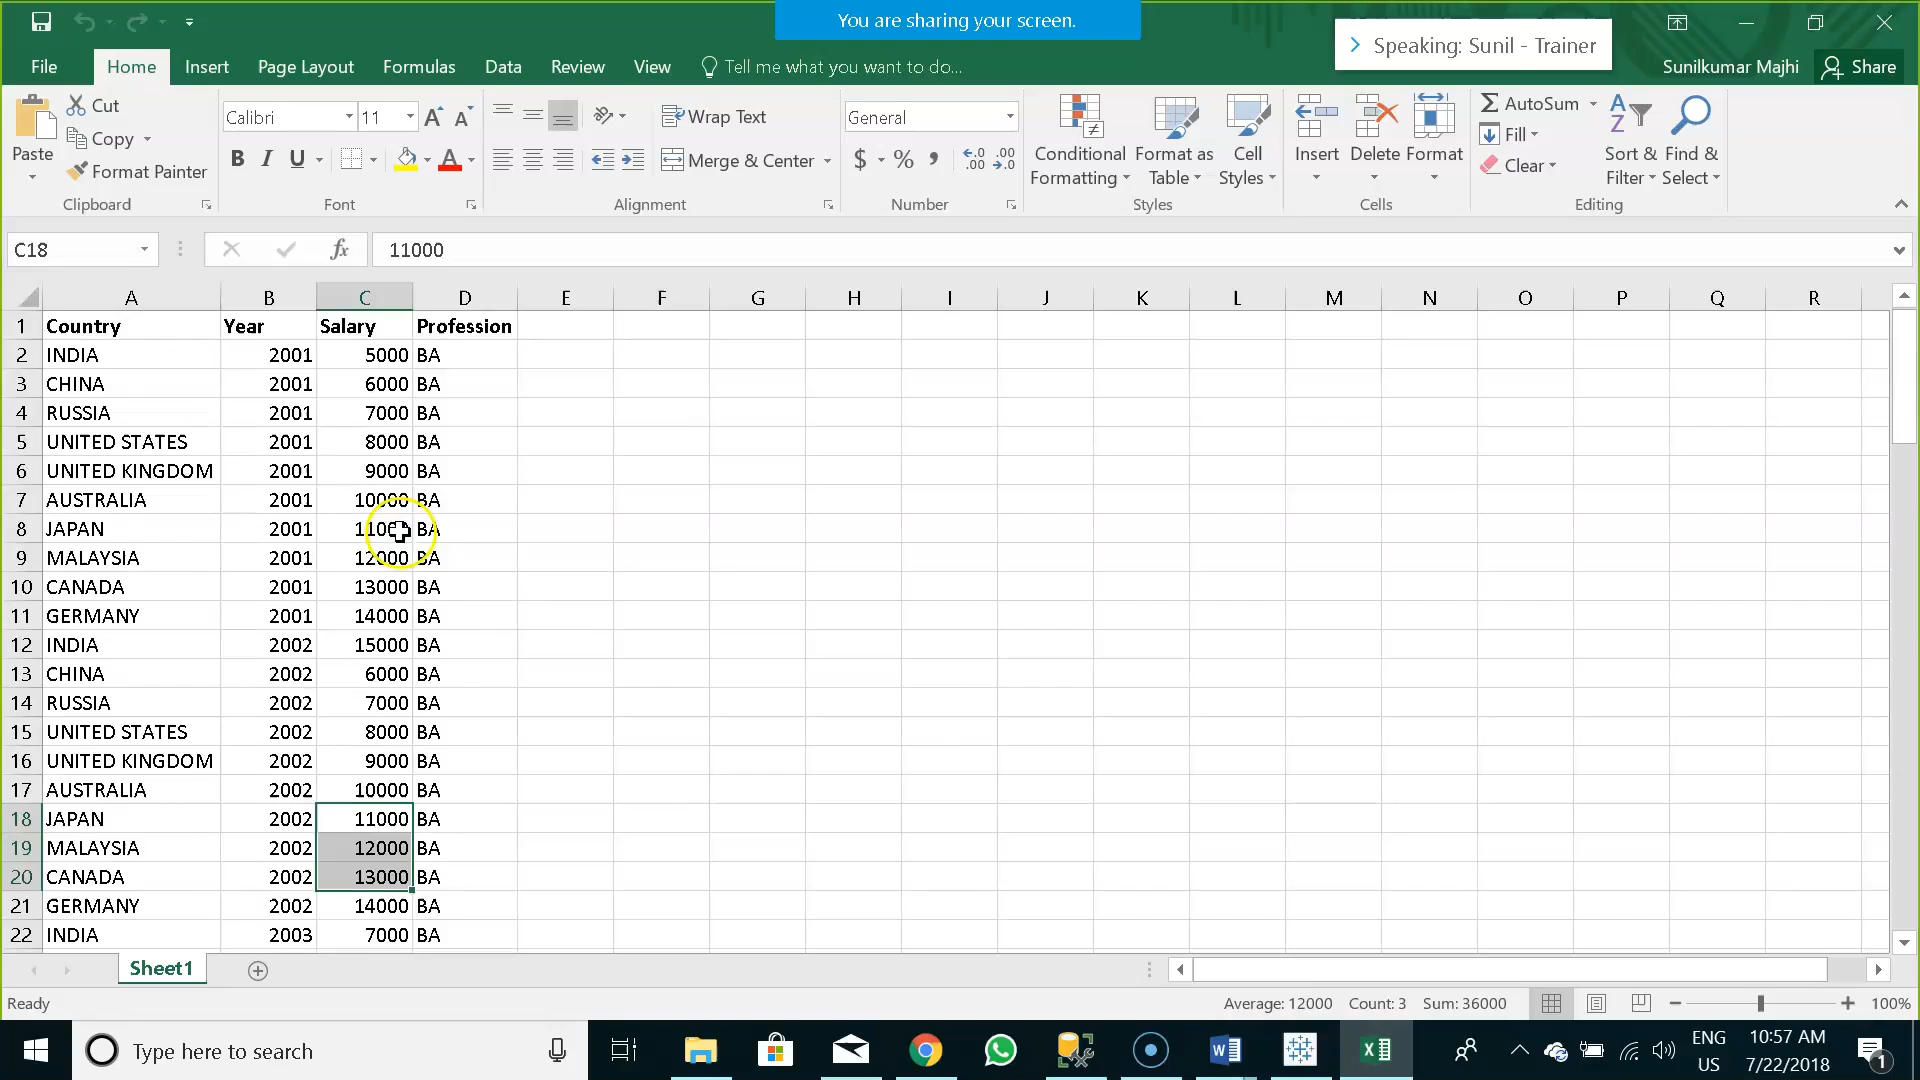 You are sharing your screen.
Speaking: Sunil - Trainer
File Home Insert Page Layout Formulas Data Review View Tell me what you want to do... Sunilkumar Majhi Share
Paste
Cut
Copy
Format Painter
Clipboard
Calibri 11
B I U A
Font
Wrap Text
Merge & Center
Alignment
General
$ % ,
Number
Conditional Formatting
Format as Table
Cell Styles
Styles
Insert Delete Format
Cells
AutoSum
Fill
Clear
Sort & Filter
Find & Select
Editing
C18 fx 11000
A B C D E F G H I J K L M N O P Q R
1 Country Year Salary Profession
2 INDIA 2001 5000 BA
3 CHINA 2001 6000 BA
4 RUSSIA 2001 7000 BA
5 UNITED STATES 2001 8000 BA
6 UNITED KINGDOM 2001 9000 BA
7 AUSTRALIA 2001 10000 BA
8 JAPAN 2001 11000 BA
9 MALAYSIA 2001 12000 BA
10 CANADA 2001 13000 BA
11 GERMANY 2001 14000 BA
12 INDIA 2002 15000 BA
13 CHINA 2002 6000 BA
14 RUSSIA 2002 7000 BA
15 UNITED STATES 2002 8000 BA
16 UNITED KINGDOM 2002 9000 BA
17 AUSTRALIA 2002 10000 BA
18 JAPAN 2002 11000 BA
19 MALAYSIA 2002 12000 BA
20 CANADA 2002 13000 BA
21 GERMANY 2002 14000 BA
22 INDIA 2003 7000 BA
Sheet1
Ready Average: 12000 Count: 3 Sum: 36000 100%
Type here to search
ENG US
10:57 AM
7/22/2018
1